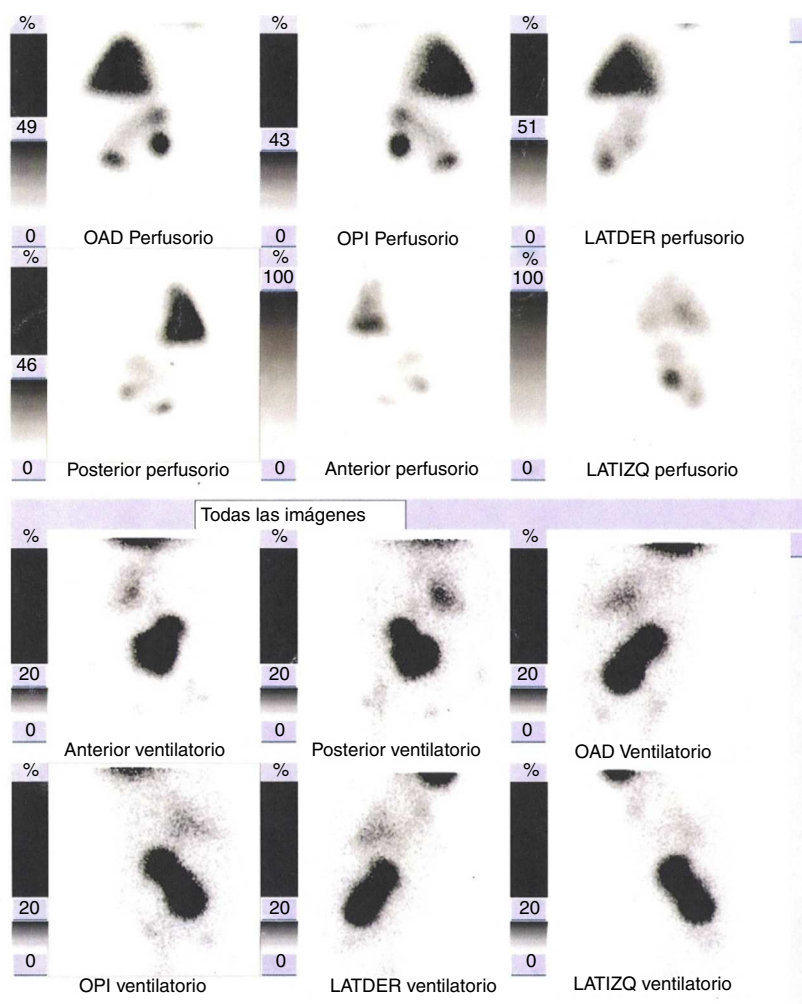 % % %
49 43 51
0 OAD Perfusorio 0 OPI Perfusorio 0 LATDER perfusorio
% % %
100 100
46
0 Posterior perfusorio 0 Anterior perfusorio 0 LATIZQ perfusorio
Todas las imágenes
% % %
20 20 20
0 Anterior ventilatorio 0 Posterior ventilatorio 0 OAD Ventilatorio
% % %
20 20 20
0 OPI ventilatorio 0 LATDER ventilatorio 0 LATIZQ ventilatorio